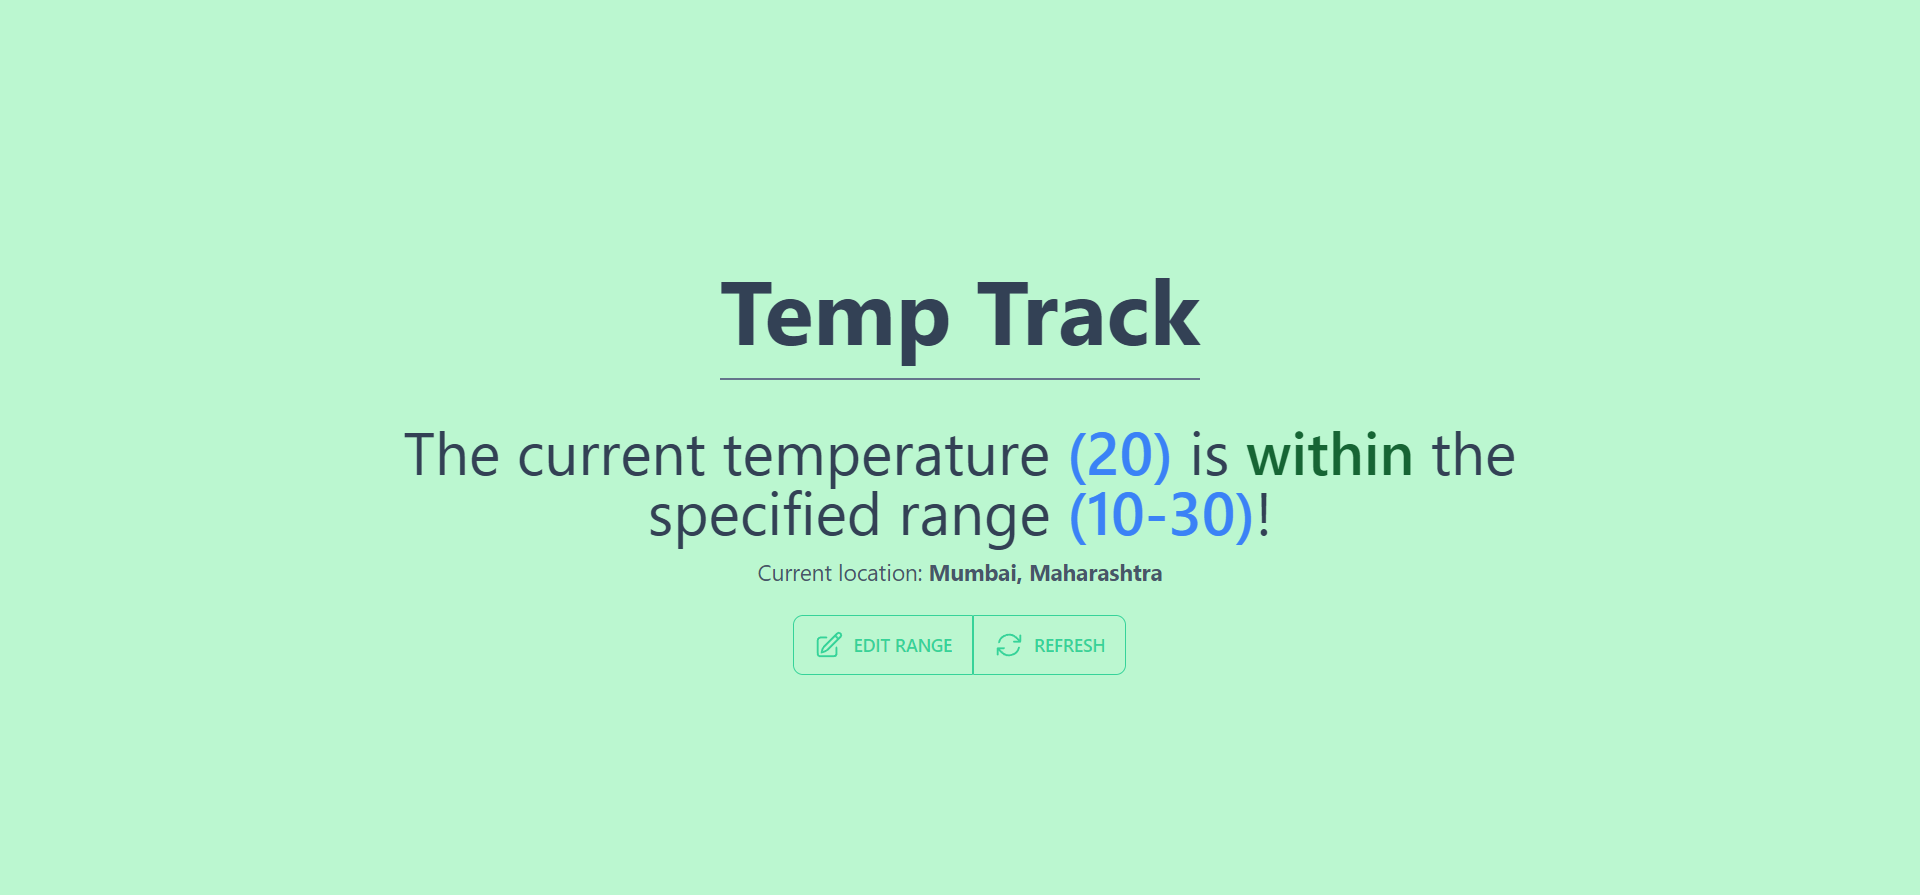 Temp Track
The current temperature (20) is within the
specified range (10-30)!
Current location: Mumbai, Maharashtra
EDIT RANGE REFRESH